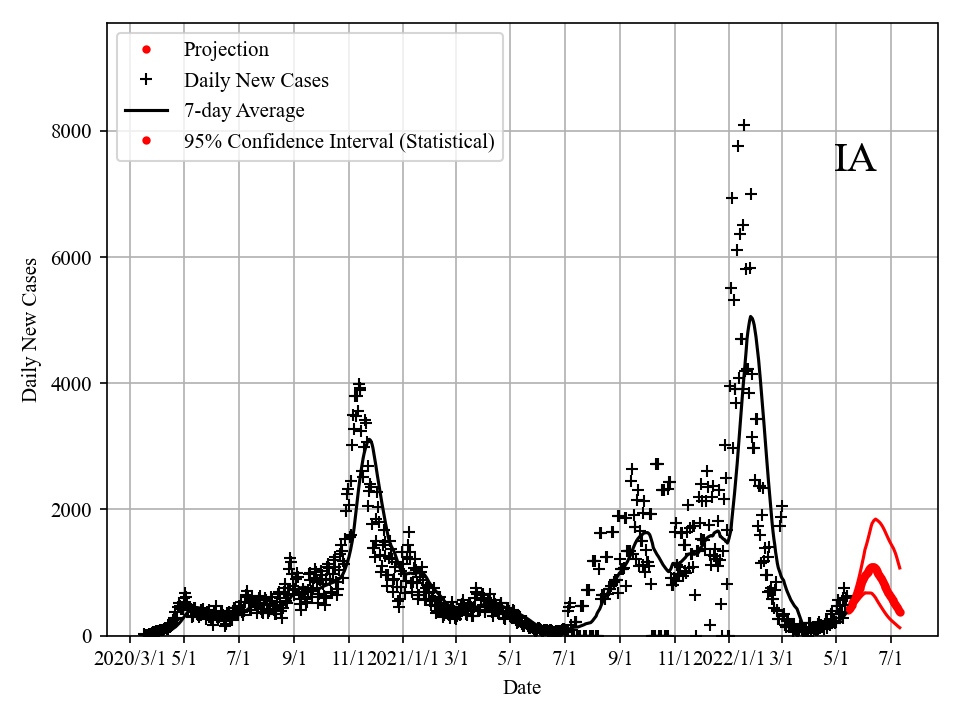 Projection
Daily New Cases
7-day Average
95% Confidence Interval (Statistical)
IA
Daily New Cases
8000
6000
4000
2000
0
2020/3/1 5/1 7/1 9/1 11/1 2021/1/1 3/1 5/1 7/1 9/1 11/1 2022/1/1 3/1 5/1 7/1
Date